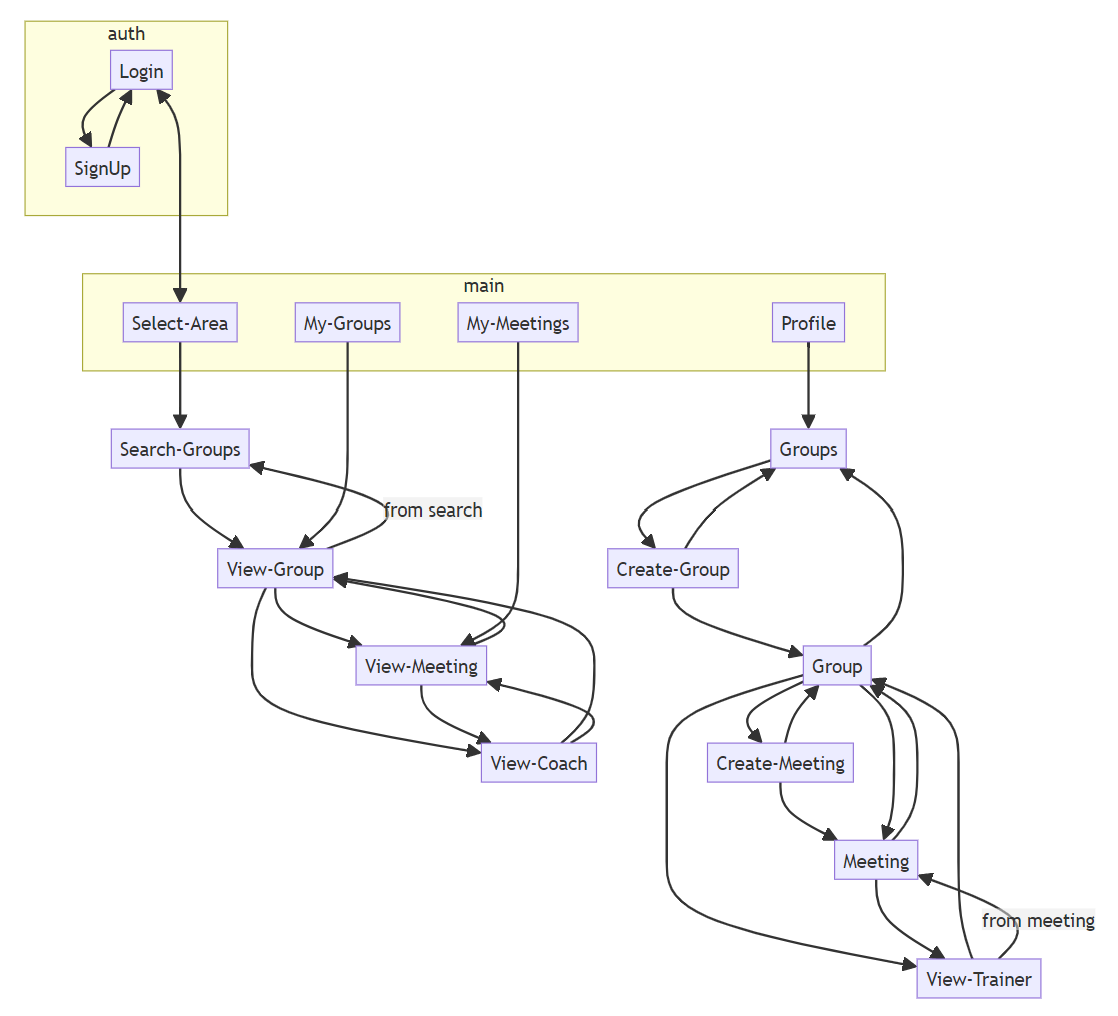 auth
Login
SignUp
main
Select-Area
My-Groups
My-Meetings
Profile
Search-Groups
Groups
from search
View-Group
Create-Group
View-Meeting
Group
View-Coach
Create-Meeting
Meeting
from meeting
View-Trainer